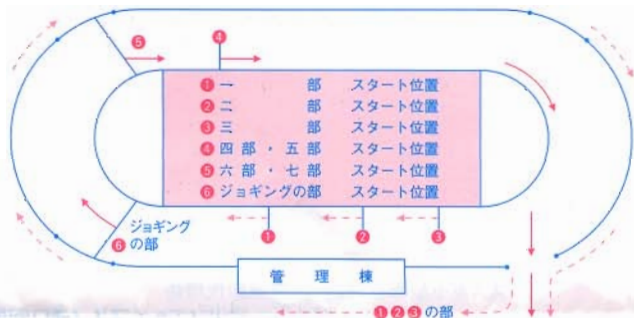 ❺ ❹
❶ 一 部 スタート位置
❷ 二 部 スタート位置
❸ 三 部 スタート位置
❹ 四部・五部 スタート位置
❺ 六部・七部 スタート位置
❻ ジョギングの部 スタート位置
ジョギング
❻ の部
❶ ❷ ❸
管理棟
❶❷❸の部